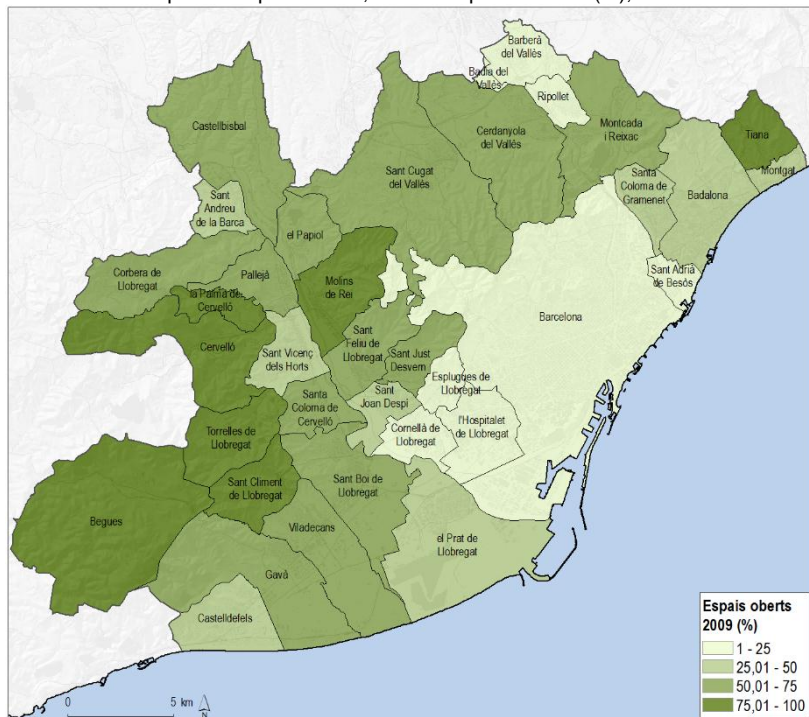 Barberà
del Vallès
Badia del
Vallès
Ripollet
Castellbisbal
Cerdanyola
del Vallès
Montcada
i Reixac
Tiana
Sant Cugat
del Vallès
Montgat
Santa
Coloma de
Gramenet
Badalona
Sant
Andreu
de la Barca
el Papiol
Corbera de
Llobregat
Pallejà
Molins
de Rei
Sant Adrià
de Besòs
la Palma de
Cervelló
Barcelona
Cervelló
Sant Vicenç
dels Horts
Sant
Feliu de
Llobregat
Sant Just
Desvern
Esplugues de
Llobregat
Santa
Coloma de
Cervelló
Sant
Joan Despí
Cornellà de
Llobregat
l'Hospitalet
de Llobregat
Torrelles de
Llobregat
Sant Climent
de Llobregat
Sant Boi de
Llobregat
Begues
Viladecans
el Prat de
Llobregat
Gavà
Castelldefels
Espais oberts
2009 (%)
1 - 25
25,01 - 50
50,01 - 75
75,01 - 100
0 5 km
N